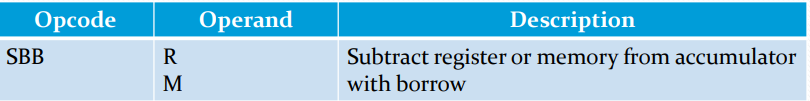 Opcode Operand Description
SBB R Subtract register or memory from accumulator
M with borrow